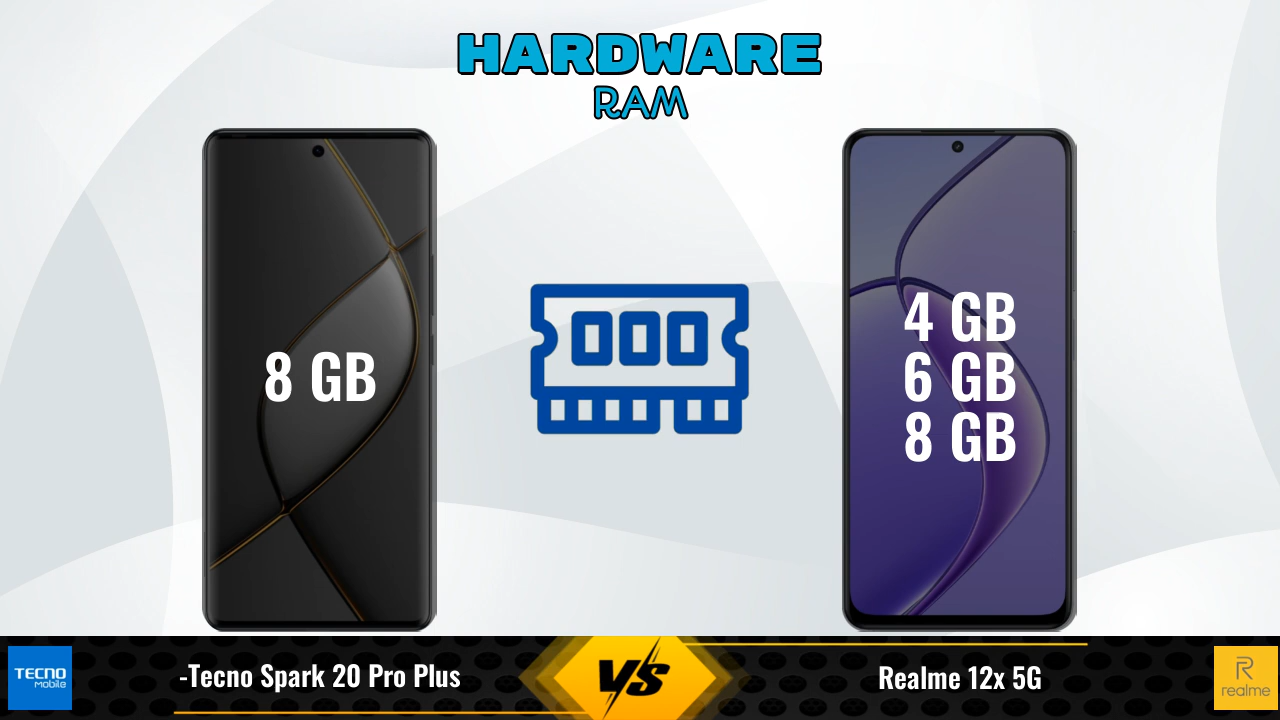 HARDWARE
RAM
8 GB
4 GB
6 GB
8 GB
TECNO
mobile
-Tecno Spark 20 Pro Plus
VS
Realme 12x 5G
R
realme